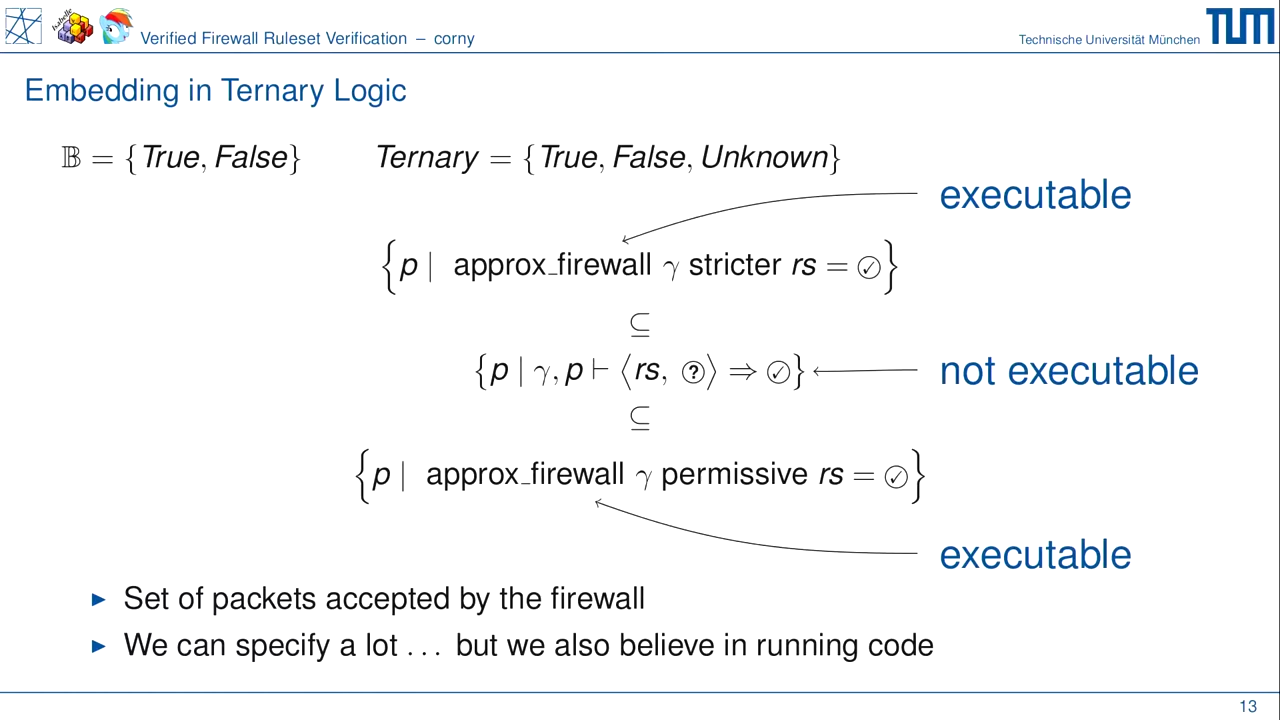 Isabelle
Verified Firewall Ruleset Verification – corny
Technische Universität München
TUM
Embedding in Ternary Logic
𝔹 = {True, False} Ternary = {True, False, Unknown}
executable
{p | approx_firewall γ stricter rs = ✓}
⊆
{p | γ, p ⊢ ⟨rs, ?⟩ ⇒ ✓}
not executable
⊆
{p | approx_firewall γ permissive rs = ✓}
executable
▶ Set of packets accepted by the firewall
▶ We can specify a lot . . . but we also believe in running code
13